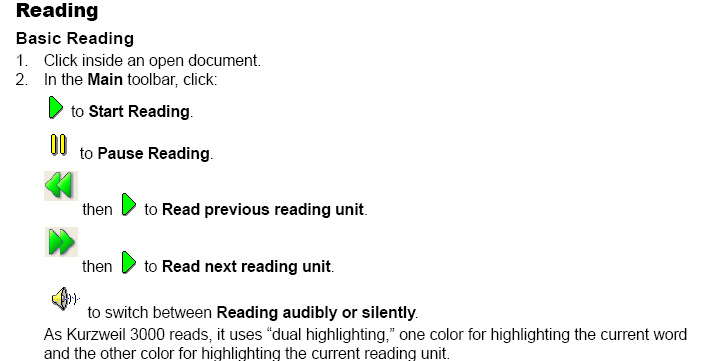 Reading
Basic Reading
1. Click inside an open document.
2. In the Main toolbar, click:
to Start Reading.
to Pause Reading.
then to Read previous reading unit.
then to Read next reading unit.
to switch between Reading audibly or silently.
As Kurzweil 3000 reads, it uses “dual highlighting,” one color for highlighting the current word
and the other color for highlighting the current reading unit.